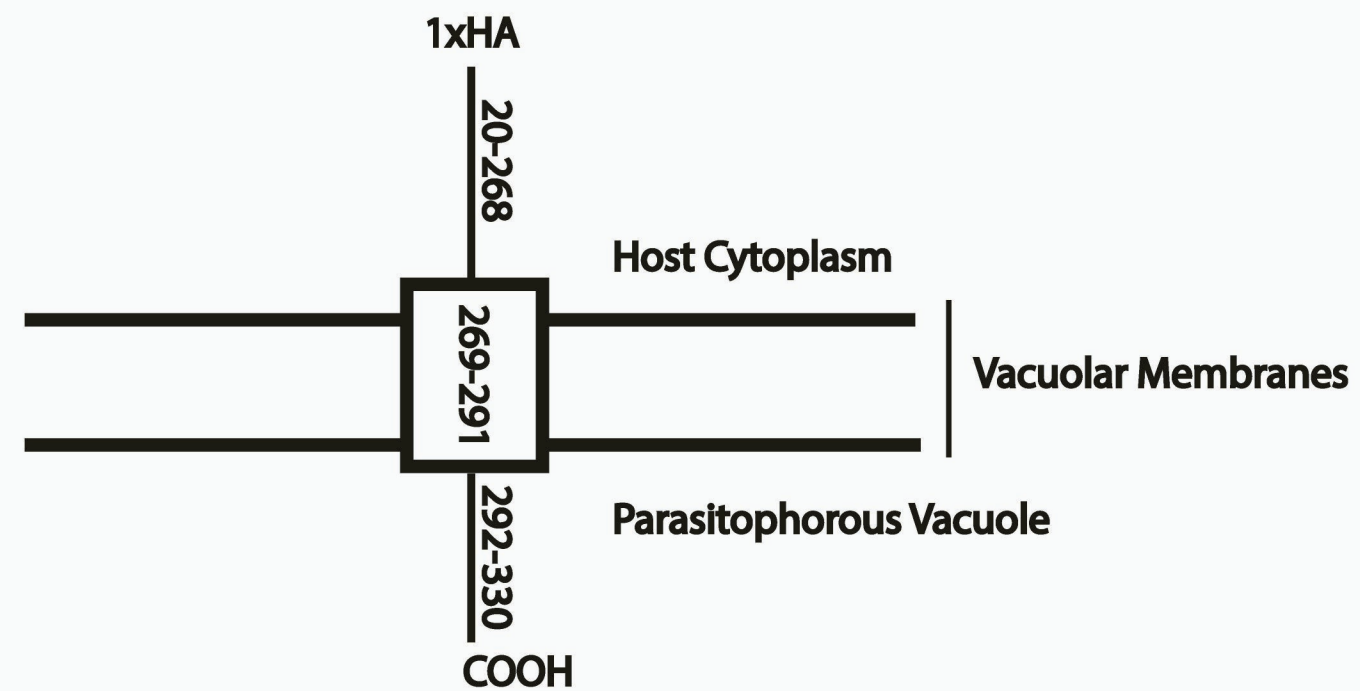 1xHA
20-268
Host Cytoplasm
269-291
Vacuolar Membranes
292-330
Parasitophorous Vacuole
COOH